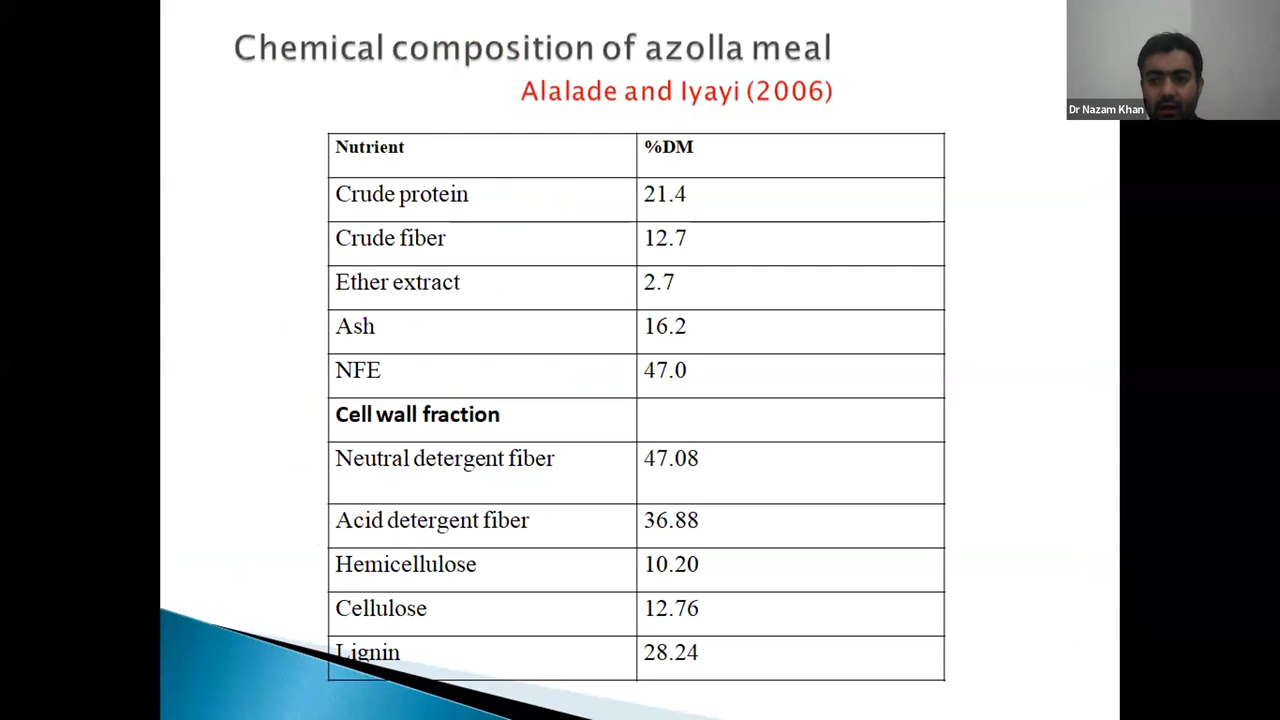 Chemical composition of azolla meal
Alalade and Iyayi (2006)
Dr Nazam Khan
Nutrient %DM
Crude protein 21.4
Crude fiber 12.7
Ether extract 2.7
Ash 16.2
NFE 47.0
Cell wall fraction
Neutral detergent fiber 47.08
Acid detergent fiber 36.88
Hemicellulose 10.20
Cellulose 12.76
Lignin 28.24